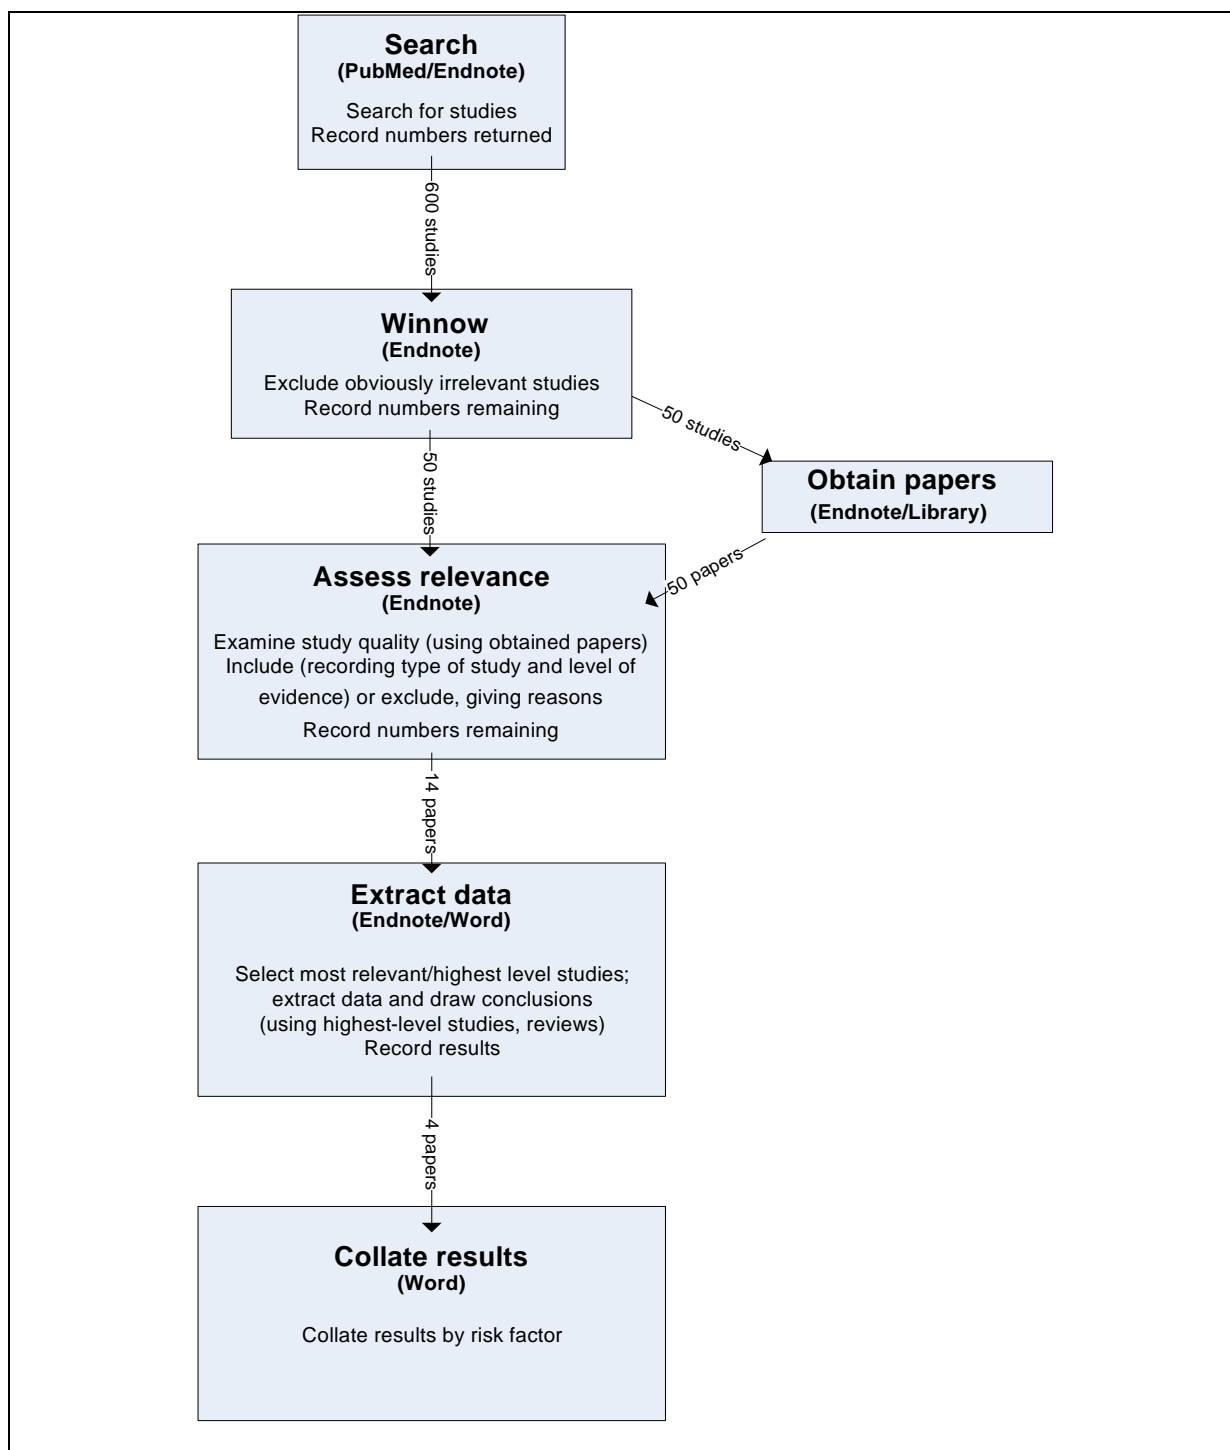 Search
(PubMed/Endnote)
Search for studies
Record numbers returned
600 studies
Winnow
(Endnote)
Exclude obviously irrelevant studies
Record numbers remaining
50 studies
50 studies
Obtain papers
(Endnote/Library)
50 papers
Assess relevance
(Endnote)
Examine study quality (using obtained papers)
Include (recording type of study and level of
evidence) or exclude, giving reasons
Record numbers remaining
14 papers
Extract data
(Endnote/Word)
Select most relevant/highest level studies;
extract data and draw conclusions
(using highest-level studies, reviews)
Record results
4 papers
Collate results
(Word)
Collate results by risk factor